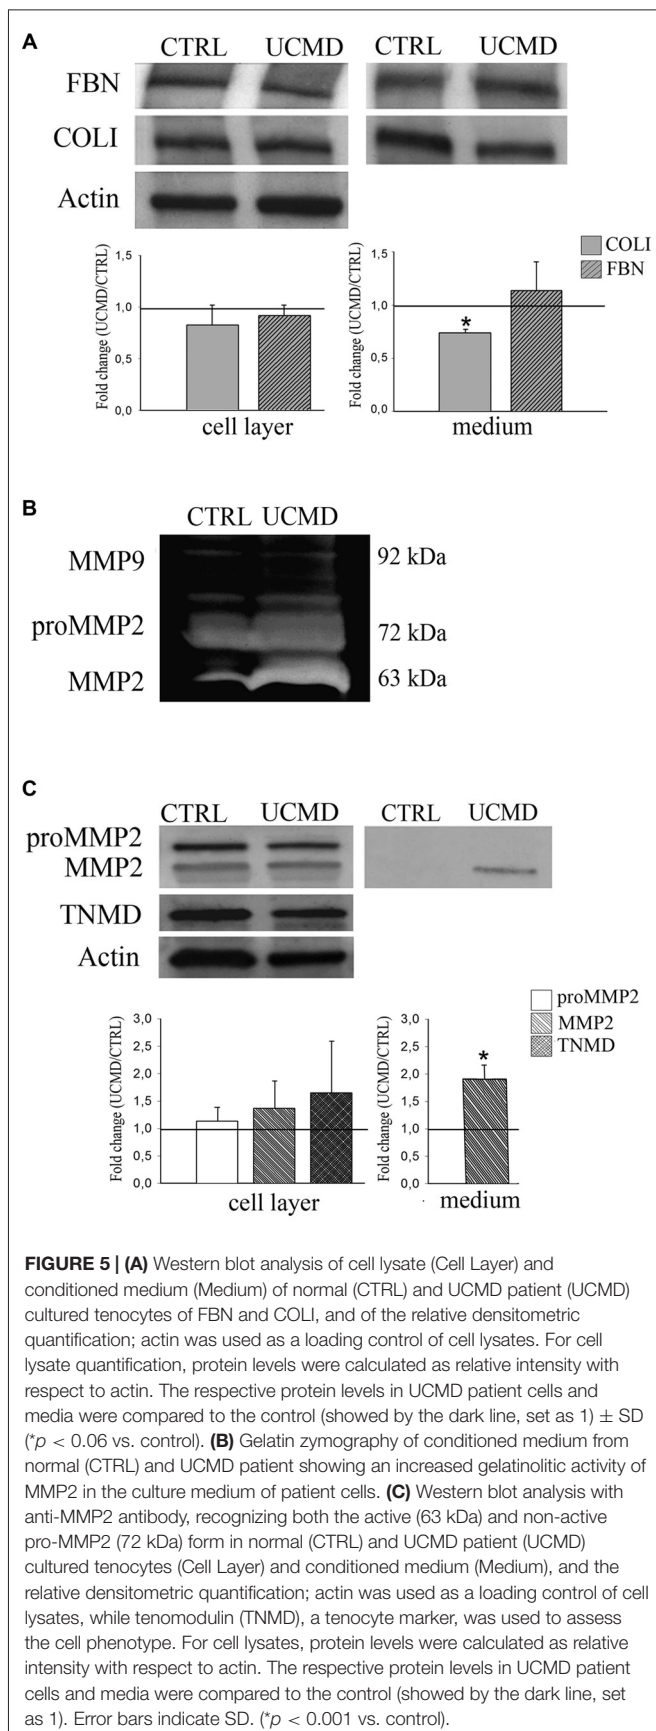 A
CTRL UCMD CTRL UCMD
FBN
COLI
Actin
Fold change (UCMD/CTRL)
1,5
1,0
0,5
0,0
cell layer
Fold change (UCMD/CTRL)
1,5
1,0
0,5
0,0
*
medium
COLI
FBN
B
CTRL UCMD
MMP9 92 kDa
proMMP2 72 kDa
MMP2 63 kDa
C
CTRL UCMD CTRL UCMD
proMMP2
MMP2
TNMD
Actin
Fold change (UCMD/CTRL)
3,0
2,5
2,0
1,5
1,0
0,5
0,0
cell layer
Fold change (UCMD/CTRL)
3,0
2,5
2,0
1,5
1,0
0,5
0,0
*
medium
proMMP2
MMP2
TNMD
FIGURE 5 | (A) Western blot analysis of cell lysate (Cell Layer) and
conditioned medium (Medium) of normal (CTRL) and UCMD patient (UCMD)
cultured tenocytes of FBN and COLI, and of the relative densitometric
quantification; actin was used as a loading control of cell lysates. For cell
lysate quantification, protein levels were calculated as relative intensity with
respect to actin. The respective protein levels in UCMD patient cells and
media were compared to the control (showed by the dark line, set as 1) ± SD
(*p < 0.06 vs. control). (B) Gelatin zymography of conditioned medium from
normal (CTRL) and UCMD patient showing an increased gelatinolitic activity of
MMP2 in the culture medium of patient cells. (C) Western blot analysis with
anti-MMP2 antibody, recognizing both the active (63 kDa) and non-active
pro-MMP2 (72 kDa) form in normal (CTRL) and UCMD patient (UCMD)
cultured tenocytes (Cell Layer) and conditioned medium (Medium), and the
relative densitometric quantification; actin was used as a loading control of cell
lysates, while tenomodulin (TNMD), a tenocyte marker, was used to assess
the cell phenotype. For cell lysates, protein levels were calculated as relative
intensity with respect to actin. The respective protein levels in UCMD patient
cells and media were compared to the control (showed by the dark line, set
as 1). Error bars indicate SD. (*p < 0.001 vs. control).